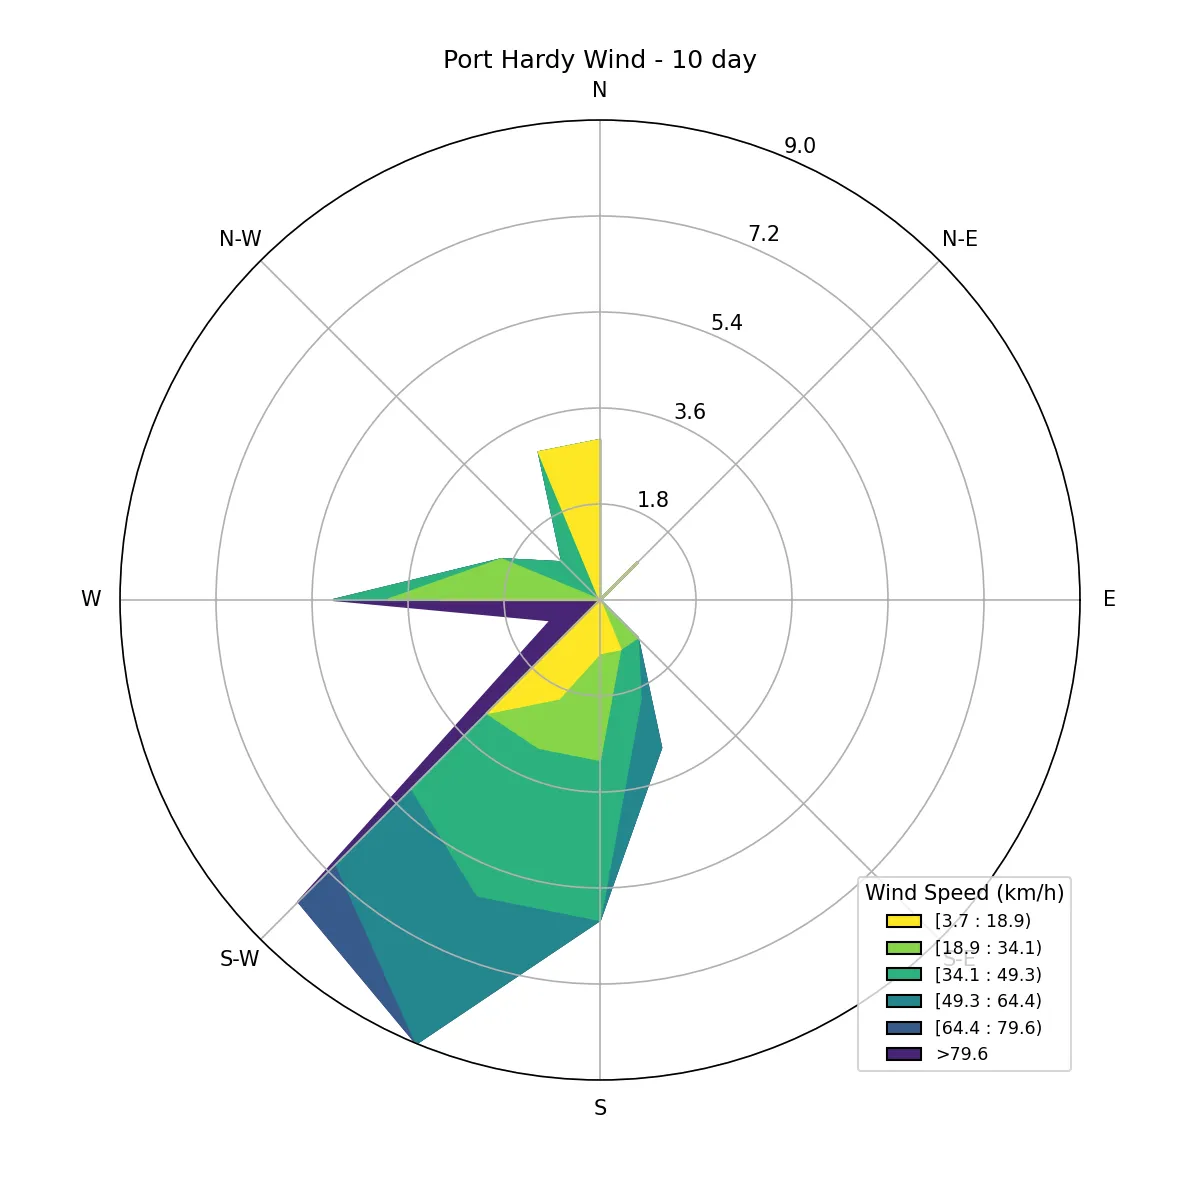 Port Hardy Wind - 10 day
N
9.0
N-W
N-E
7.2
5.4
3.6
1.8
W
E
Wind Speed (km/h)
[3.7 : 18.9)
[18.9 : 34.1)
S-W
S-E
[34.1 : 49.3)
[49.3 : 64.4)
[64.4 : 79.6)
>79.6
S